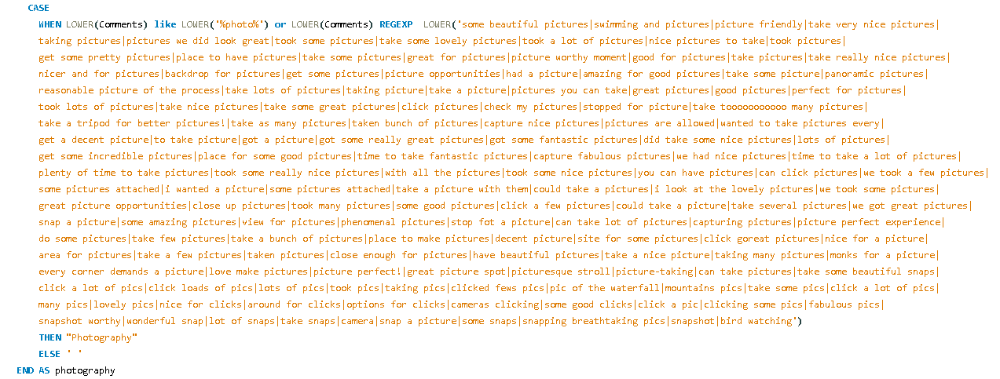 CASE
WHEN LOWER(Comments) like LOWER('%photo%') or LOWER(Comments) REGEXP  LOWER('some beautiful pictures|swimming and pictures|picture friendly|take very nice pictures|
taking pictures|pictures we did look great|took some pictures|take some lovely pictures|took a lot of pictures|nice pictures to take|took pictures|
get some pretty pictures|place to have pictures|take some pictures|great for pictures|picture worthy moment|good for pictures|take pictures|take really nice pictures|
nicer and for pictures|backdrop for pictures|get some pictures|picture opportunities|had a picture|amazing for good pictures|take some picture|panoramic pictures|
reasonable picture of the process|take lots of pictures|taking picture|take a picture|pictures you can take|great pictures|good pictures|perfect for pictures|
took lots of pictures|take nice pictures|take some great pictures|click pictures|check my pictures|stopped for picture|take tooooooooooo many pictures|
take a tripod for better pictures!|take as many pictures|taken bunch of pictures|capture nice pictures|pictures are allowed|wanted to take pictures every|
get a decent picture|to take picture|got a picture|got some really great pictures|got some fantastic pictures|did take some nice pictures|lots of pictures|
get some incredible pictures|place for some good pictures|time to take fantastic pictures|capture fabulous pictures|we had nice pictures|time to take a lot of pictures|
plenty of time to take pictures|took some really nice pictures|with all the pictures|took some nice pictures|you can have pictures|can click pictures|we took a few pictures|
some pictures attached|i wanted a picture|some pictures attached|take a picture with them|could take a pictures|i look at the lovely pictures|we took some pictures|
great picture opportunities|close up pictures|took many pictures|some good pictures|click a few pictures|could take a picture|take several pictures|we got great pictures|
snap a picture|some amazing pictures|view for pictures|phenomenal pictures|stop fot a picture|can take lot of pictures|capturing pictures|picture perfect experience|
do some pictures|take few pictures|take a bunch of pictures|place to make pictures|decent picture|site for some pictures|click goreat pictures|nice for a picture|
area for pictures|take a few pictures|taken pictures|close enough for pictures|have beautiful pictures|take a nice picture|taking many pictures|monks for a picture|
every corner demands a picture|love make pictures|picture perfect!|great picture spot|picturesque stroll|picture-taking|can take pictures|take some beautiful snaps|
click a lot of pics|click loads of pics|lots of pics|took pics|taking pics|clicked fews pics|pic of the waterfall|mountains pics|take some pics|click a lot of pics|
many pics|lovely pics|nice for clicks|around for clicks|options for clicks|cameras clicking|some good clicks|click a pic|clicking some pics|fabulous pics|
snapshot worthy|wonderful snap|lot of snaps|take snaps|camera|snap a picture|some snaps|snapping breathtaking pics|snapshot|bird watching')
THEN "Photography"
ELSE ' '
END AS photography